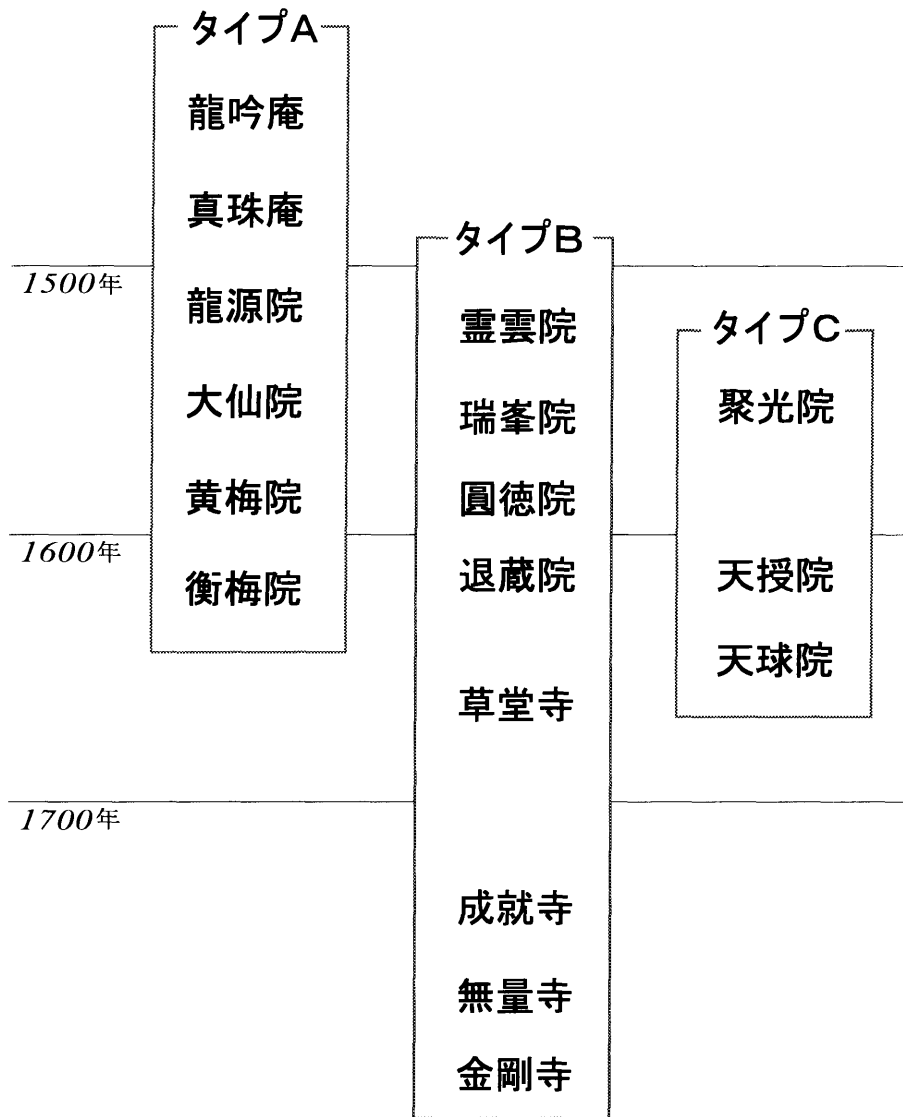 タイプA
龍吟庵
真珠庵
龍源院
大仙院
黄梅院
衡梅院
タイプB
霊雲院
瑞峯院
圓徳院
退蔵院
草堂寺
成就寺
無量寺
金剛寺
タイプC
聚光院
天授院
天球院
1500年
1600年
1700年